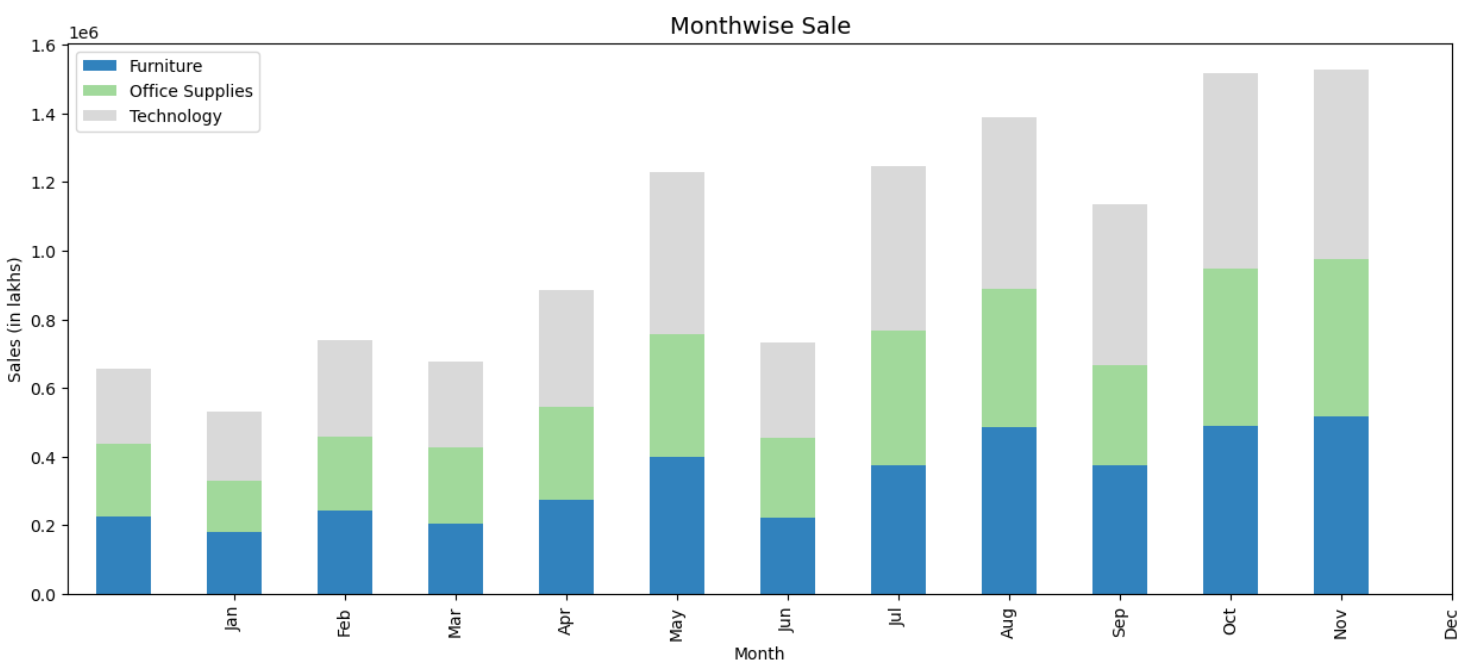 Monthwise Sale
1e6
Furniture
Office Supplies
Technology
1.6
1.4
1.2
1.0
0.8
0.6
0.4
0.2
0.0
Sales (in lakhs)
Jan
Feb
Mar
Apr
May
Jun
Jul
Aug
Sep
Oct
Nov
Dec
Month